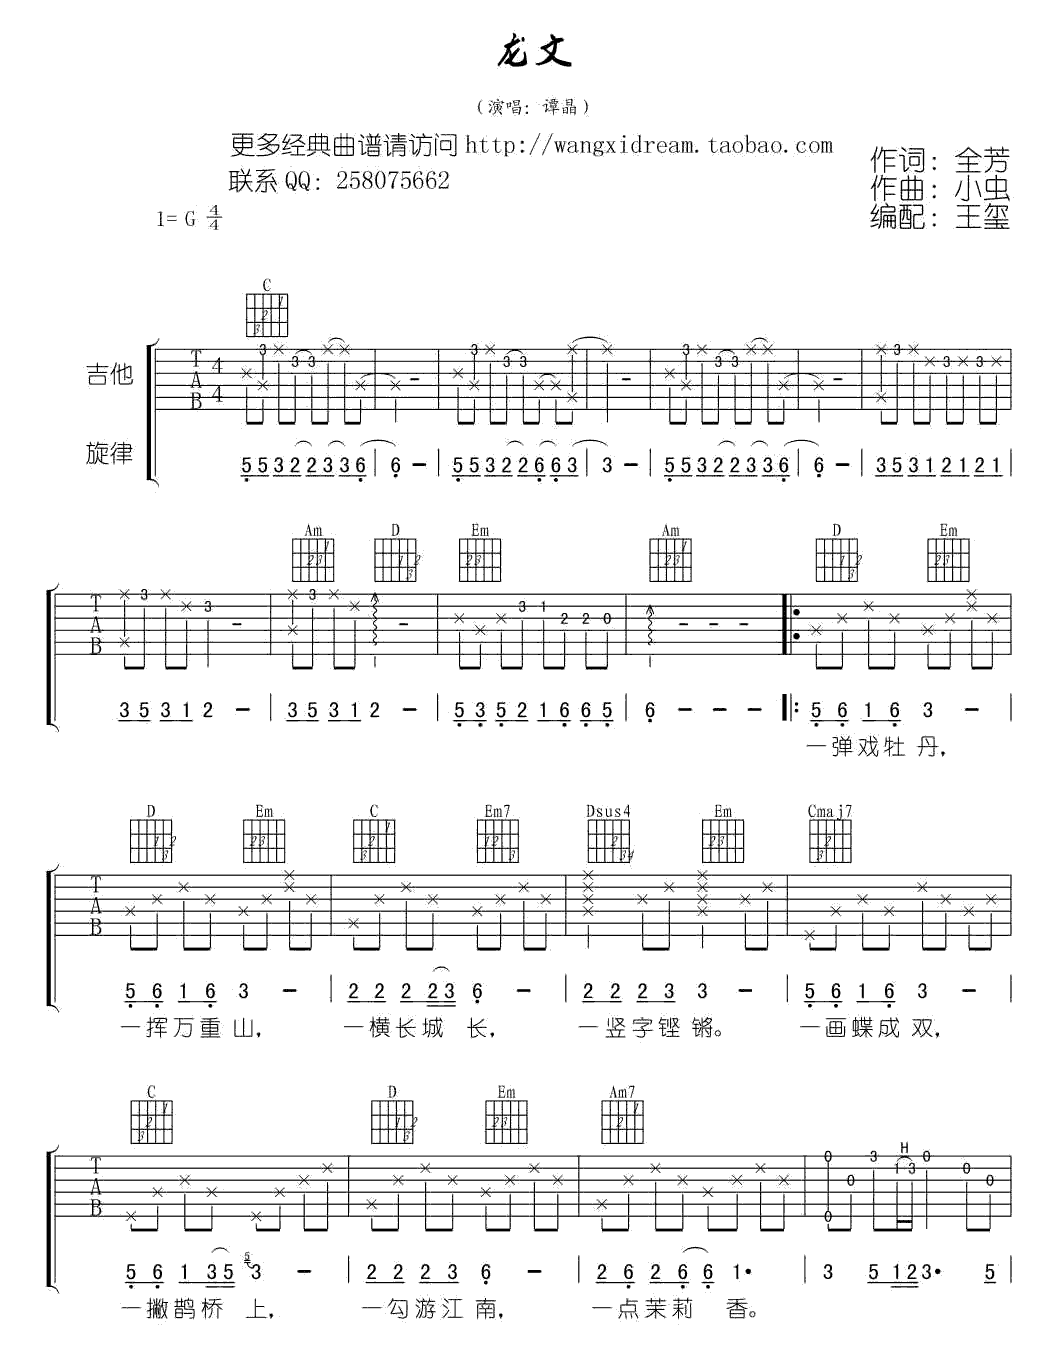 龙文
（演唱：谭晶）
更多经典曲谱请访问 http://wangxidream.taobao.com
联系 QQ：258075662
作词：全芳
作曲：小虫
编配：王玺
1= G 4/4
C
吉他
T A B 4 4
旋律
5 5 3 2 2 3 3 6 | 6 - | 5 5 3 2 2 6 6 3 | 3 - | 5 5 3 2 2 3 3 6 | 6 - | 3 5 3 1 2 1 2 1 |
Am D Em Am D Em
T A B
3 5 3 1 2 - | 3 5 3 1 2 - | 5 3 5 2 1 6 6 5 | 6 - - - |: 5 6 1 6 3 - |
一弹戏牡丹，
D Em C Em7 Dsus4 Em Cmaj7
T A B
5 6 1 6 3 - | 2 2 2 2 3 6 - | 2 2 2 3 3 - | 5 6 1 6 3 - |
一挥万重山， 一横长城 长， 一竖字铿锵。 一画蝶成双，
C D Em Am7
T A B
H
5 6 1 3 5 5 3 - | 2 2 2 3 6 - | 2 6 2 6 6 1• | 3 5 1 2 3• 5 |
一撇鹊桥 上， 一勾游江南， 一点茉莉 香。